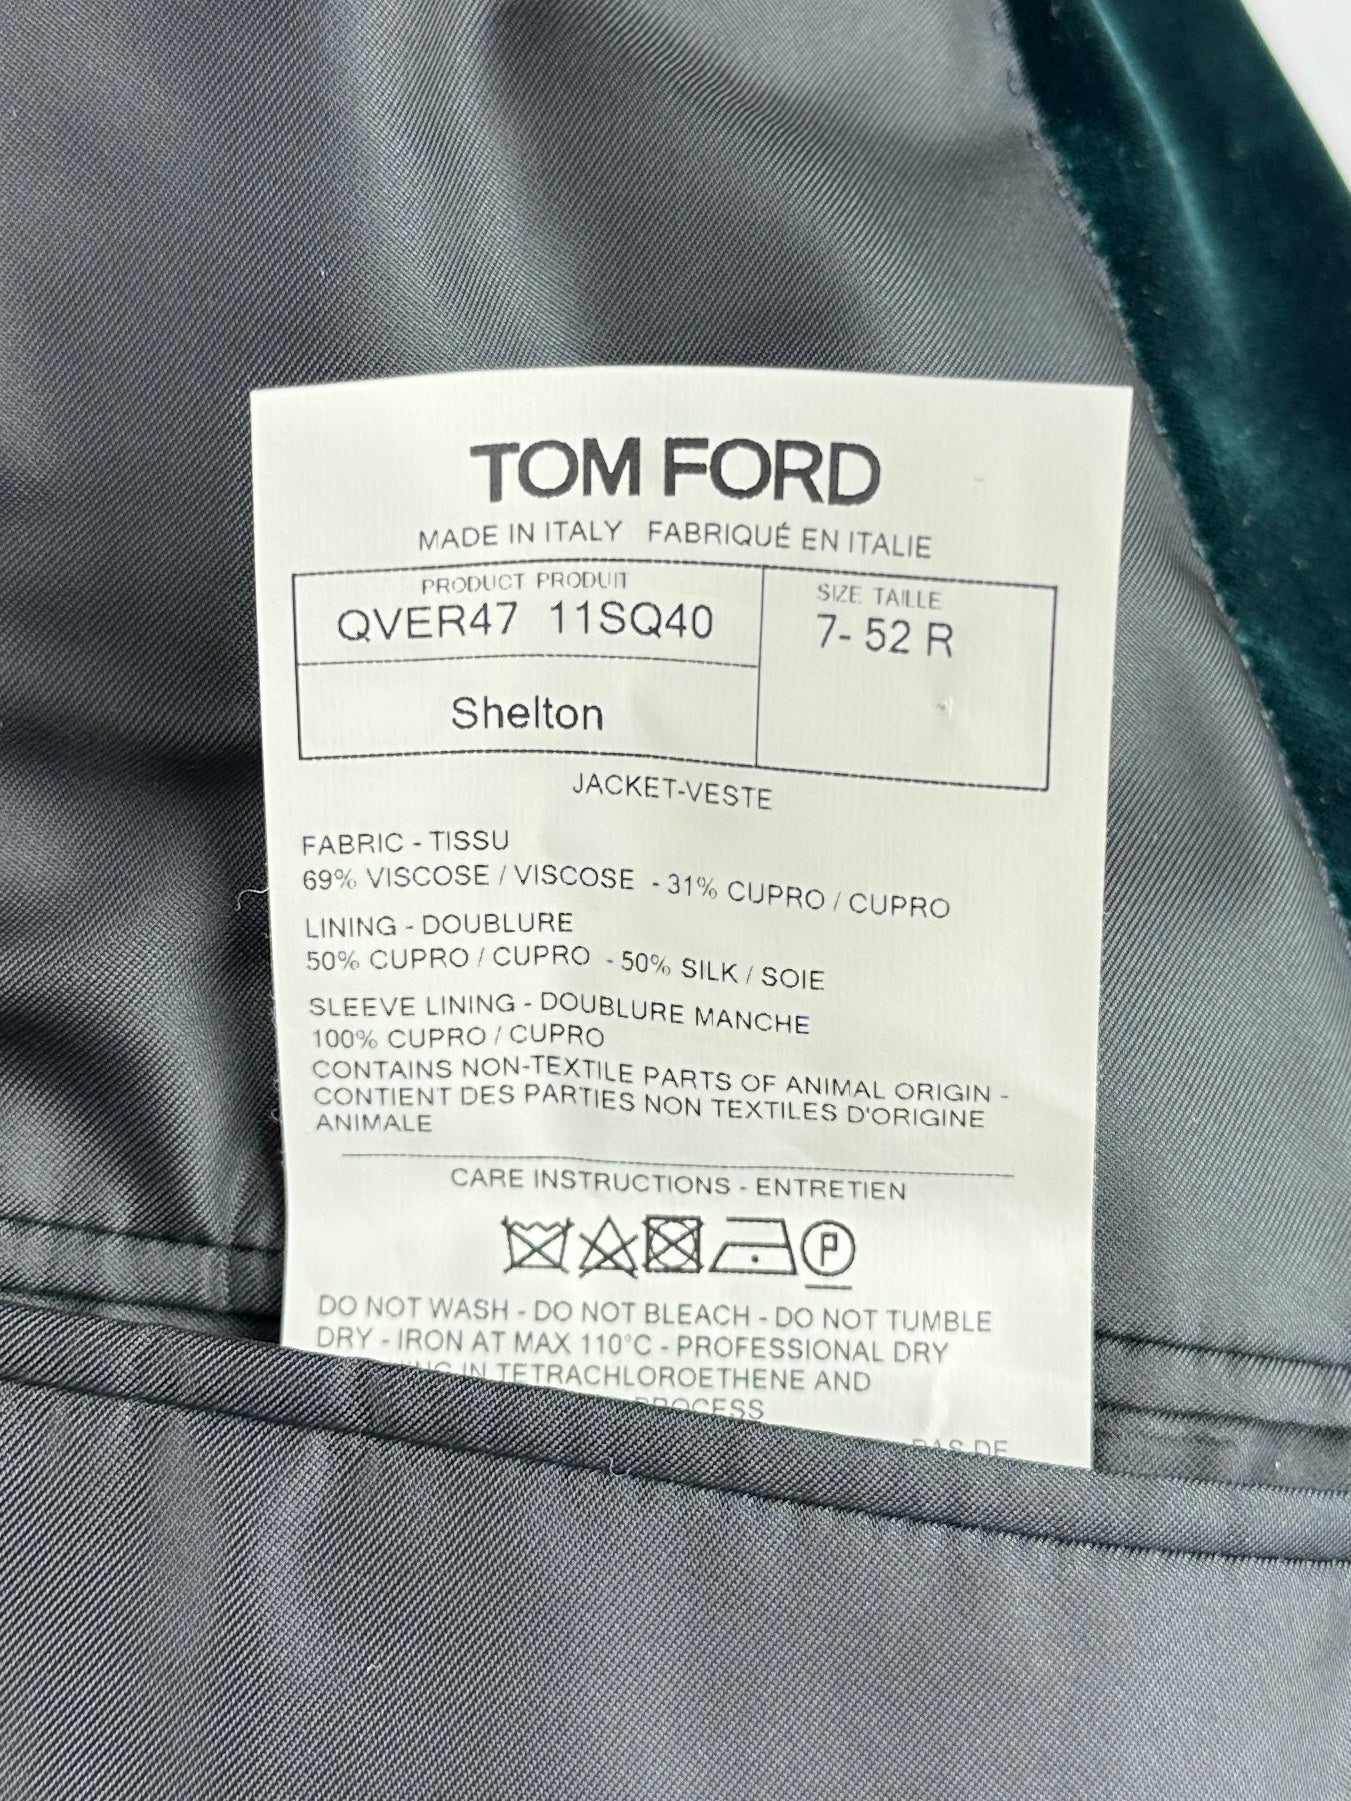 TOM FORD
MADE IN ITALY FABRIQUÉ EN ITALIE
PRODUCT PRODUIT
QVER47 11SQ40
SIZE TAILLE
7- 52 R
Shelton
JACKET-VESTE
FABRIC - TISSU
69% VISCOSE / VISCOSE - 31% CUPRO / CUPRO
LINING - DOUBLURE
50% CUPRO / CUPRO - 50% SILK / SOIE
SLEEVE LINING - DOUBLURE MANCHE
100% CUPRO / CUPRO
CONTAINS NON-TEXTILE PARTS OF ANIMAL ORIGIN -
CONTIENT DES PARTIES NON TEXTILES D'ORIGINE
ANIMALE
CARE INSTRUCTIONS - ENTRETIEN
P
DO NOT WASH - DO NOT BLEACH - DO NOT TUMBLE
DRY - IRON AT MAX 110°C - PROFESSIONAL DRY
IN TETRACHLOROETHENE AND
PROCESS
PAS DE